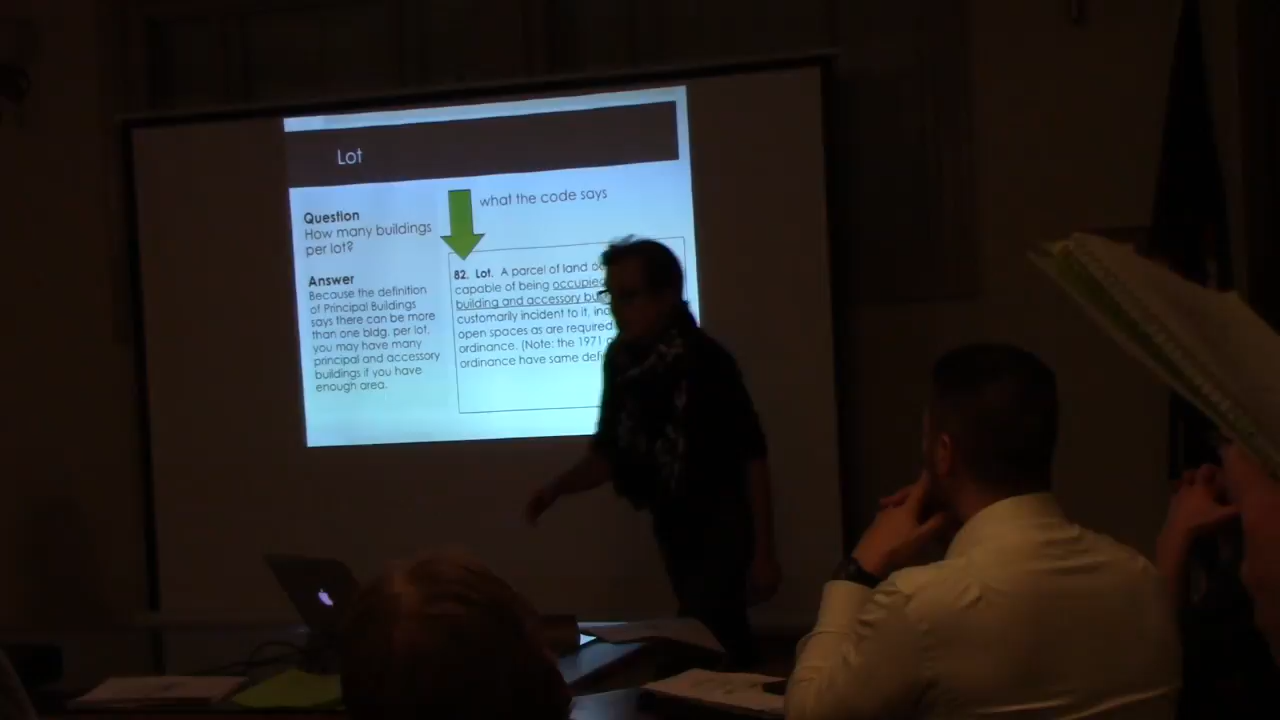 Lot
Question
How many buildings
per lot?
Answer
Because the definition
of Principal Buildings
says there can be more
than one bldg. per lot,
you may have many
principal and accessory
buildings if you have
enough area.
what the code says
82. Lot. A parcel of land
capable of being occupied
building and accessory
customarily incident to it,
open spaces as are required
ordinance. (Note: the 1971
ordinance have same